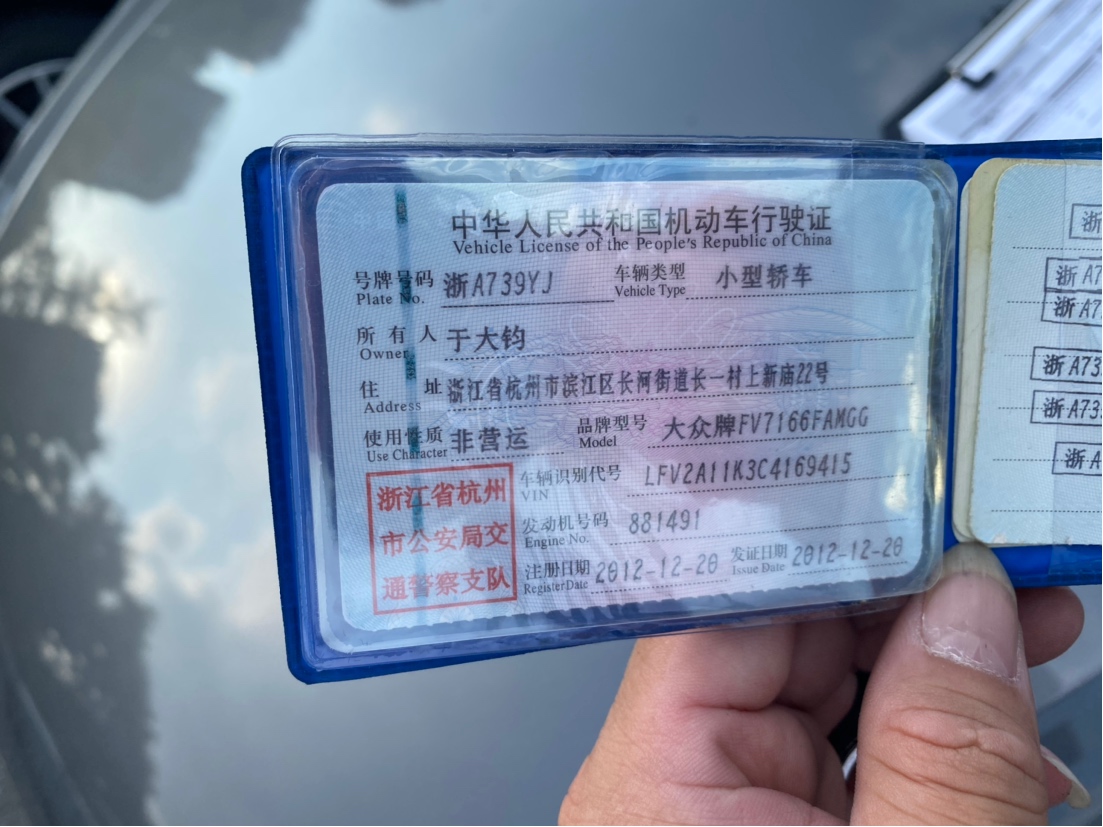 中华人民共和国机动车行驶证
Vehicle License of the People's Republic of China
号牌号码 浙A739YJ 车辆类型 小型轿车
Plate No. Vehicle Type
所有人 于大钧
Owner
住址 浙江省杭州市滨江区长河街道长一村上新庙22号
Address
使用性质 非营运 品牌型号 大众牌FV7166FAMGG
Use Character Model
浙江省杭州
市公安局交
通警察支队
车辆识别代号 LFV2A11K3C4169415
VIN
发动机号码 881491
Engine No.
注册日期 2012-12-20 发证日期 2012-12-20
Register Date Issue Date
浙
浙A7
浙A7
浙A73
浙A73
浙A